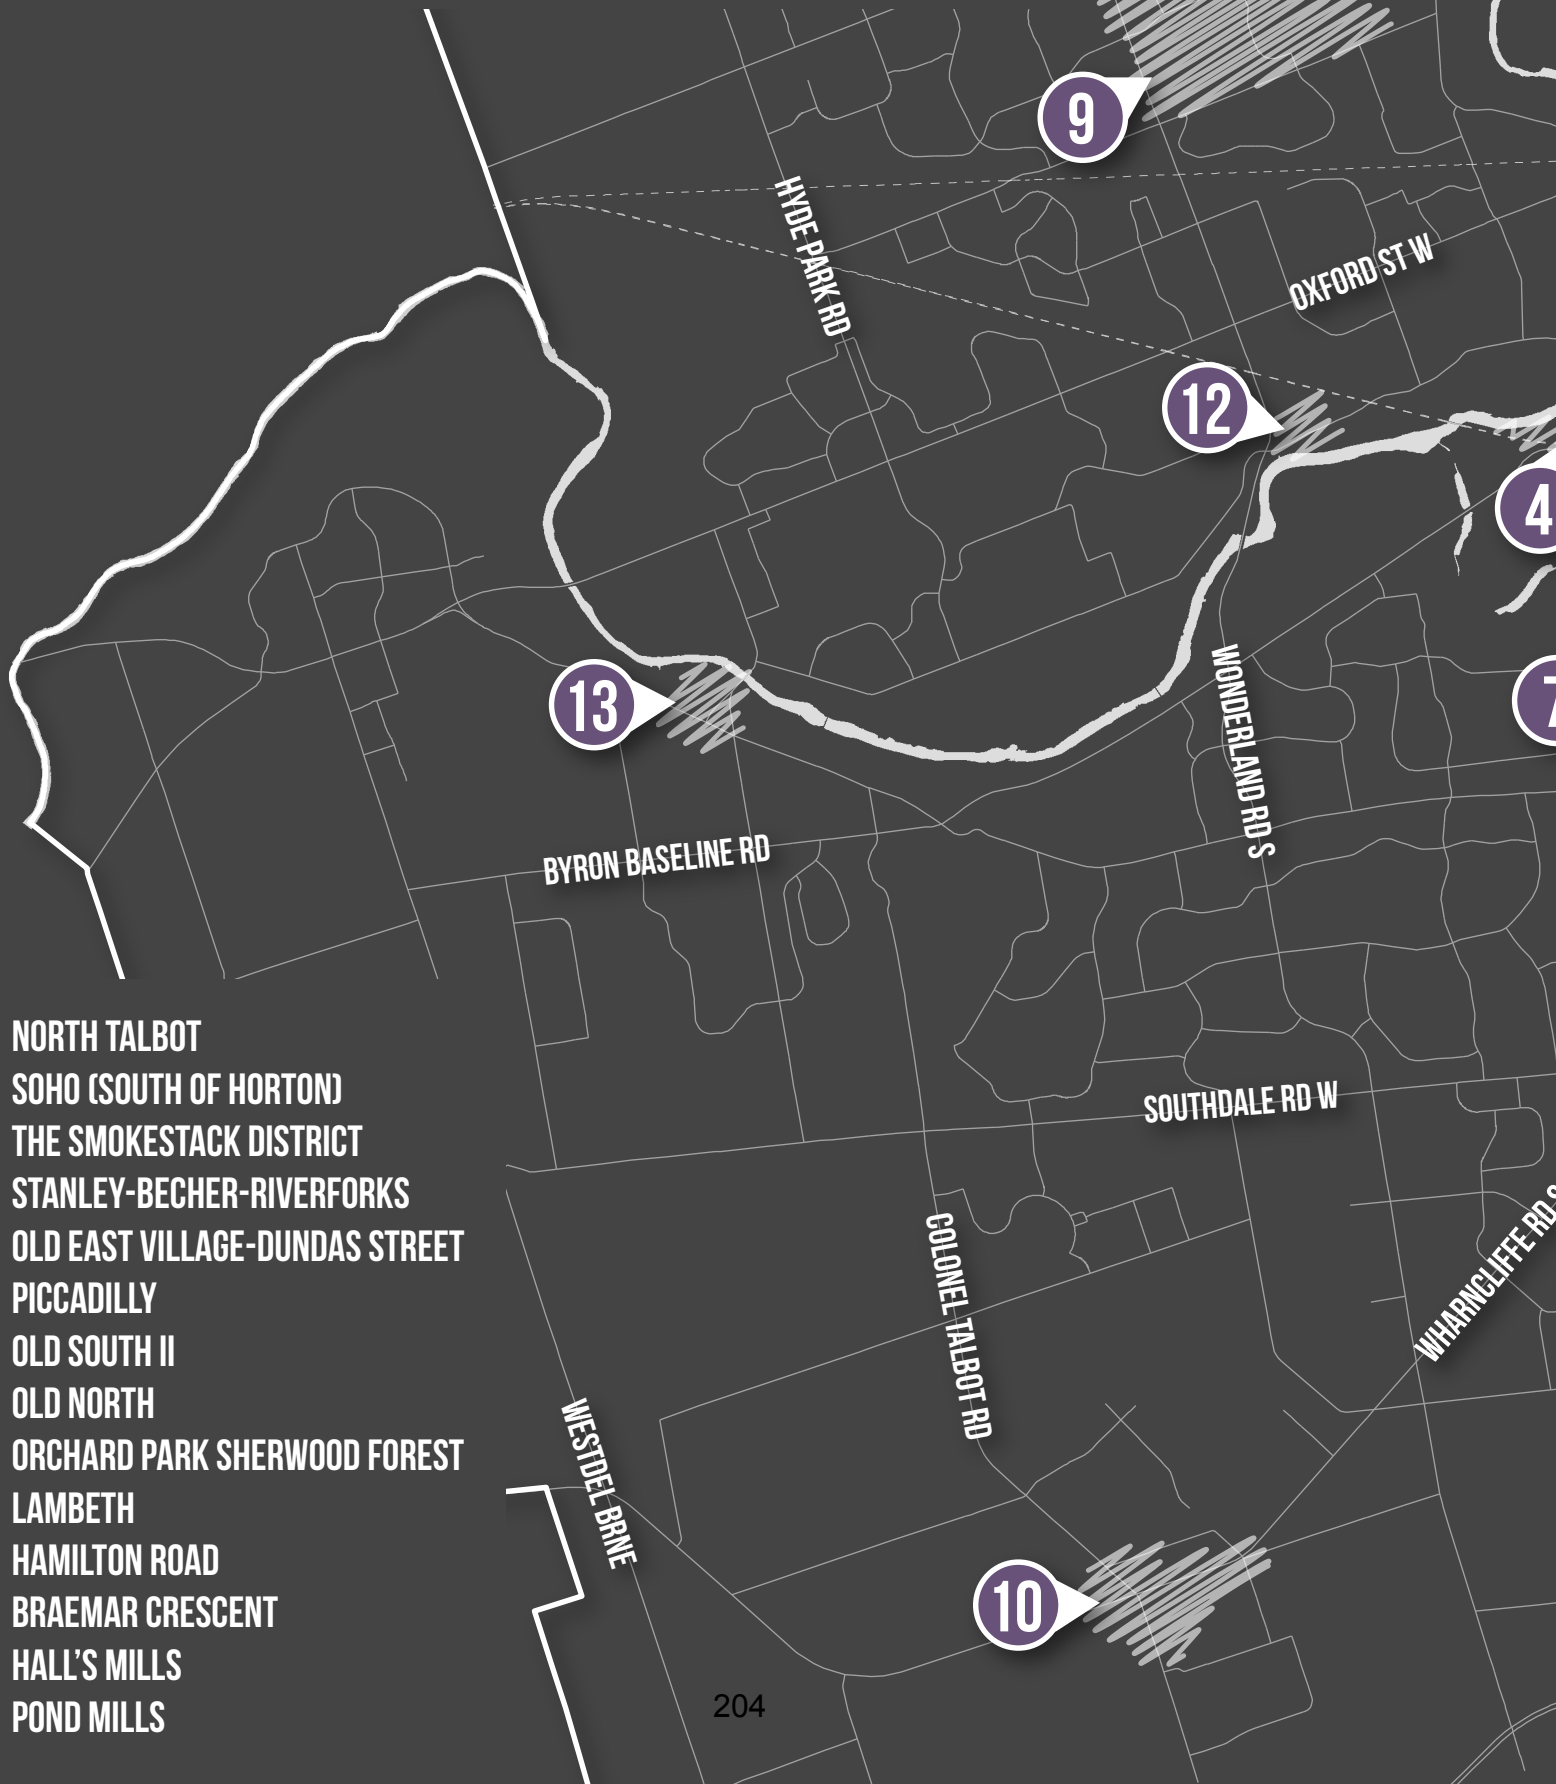 9
HYDE PARK RD
OXFORD ST W
12
4
13
WONDERLAND RD S
7
BYRON BASELINE RD
NORTH TALBOT
SOHO (SOUTH OF HORTON)
THE SMOKESTACK DISTRICT
STANLEY-BECHER-RIVERFORKS
OLD EAST VILLAGE-DUNDAS STREET
PICCADILLY
OLD SOUTH II
OLD NORTH
ORCHARD PARK SHERWOOD FOREST
LAMBETH
HAMILTON ROAD
BRAEMAR CRESCENT
HALL'S MILLS
POND MILLS
SOUTHDALE RD W
COLONEL TALBOT RD
WHARNCLIFFE RD S
WESTDEL BRNE
10
204